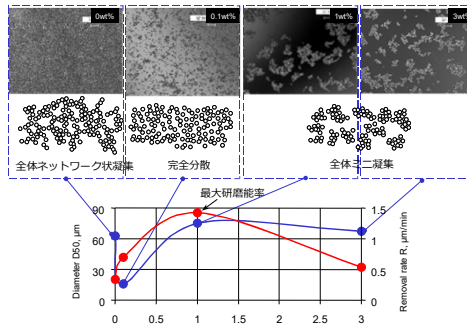 0wt%
0.1wt%
1wt%
3wt%
全体ネットワーク状凝集
完全分散
全体ミニ凝集
最大研磨能率
90
60
30
0
Diameter D50, μm
1.5
1
0.5
0
Removal rate R, μm/min
0 0.5 1 1.5 2 2.5 3